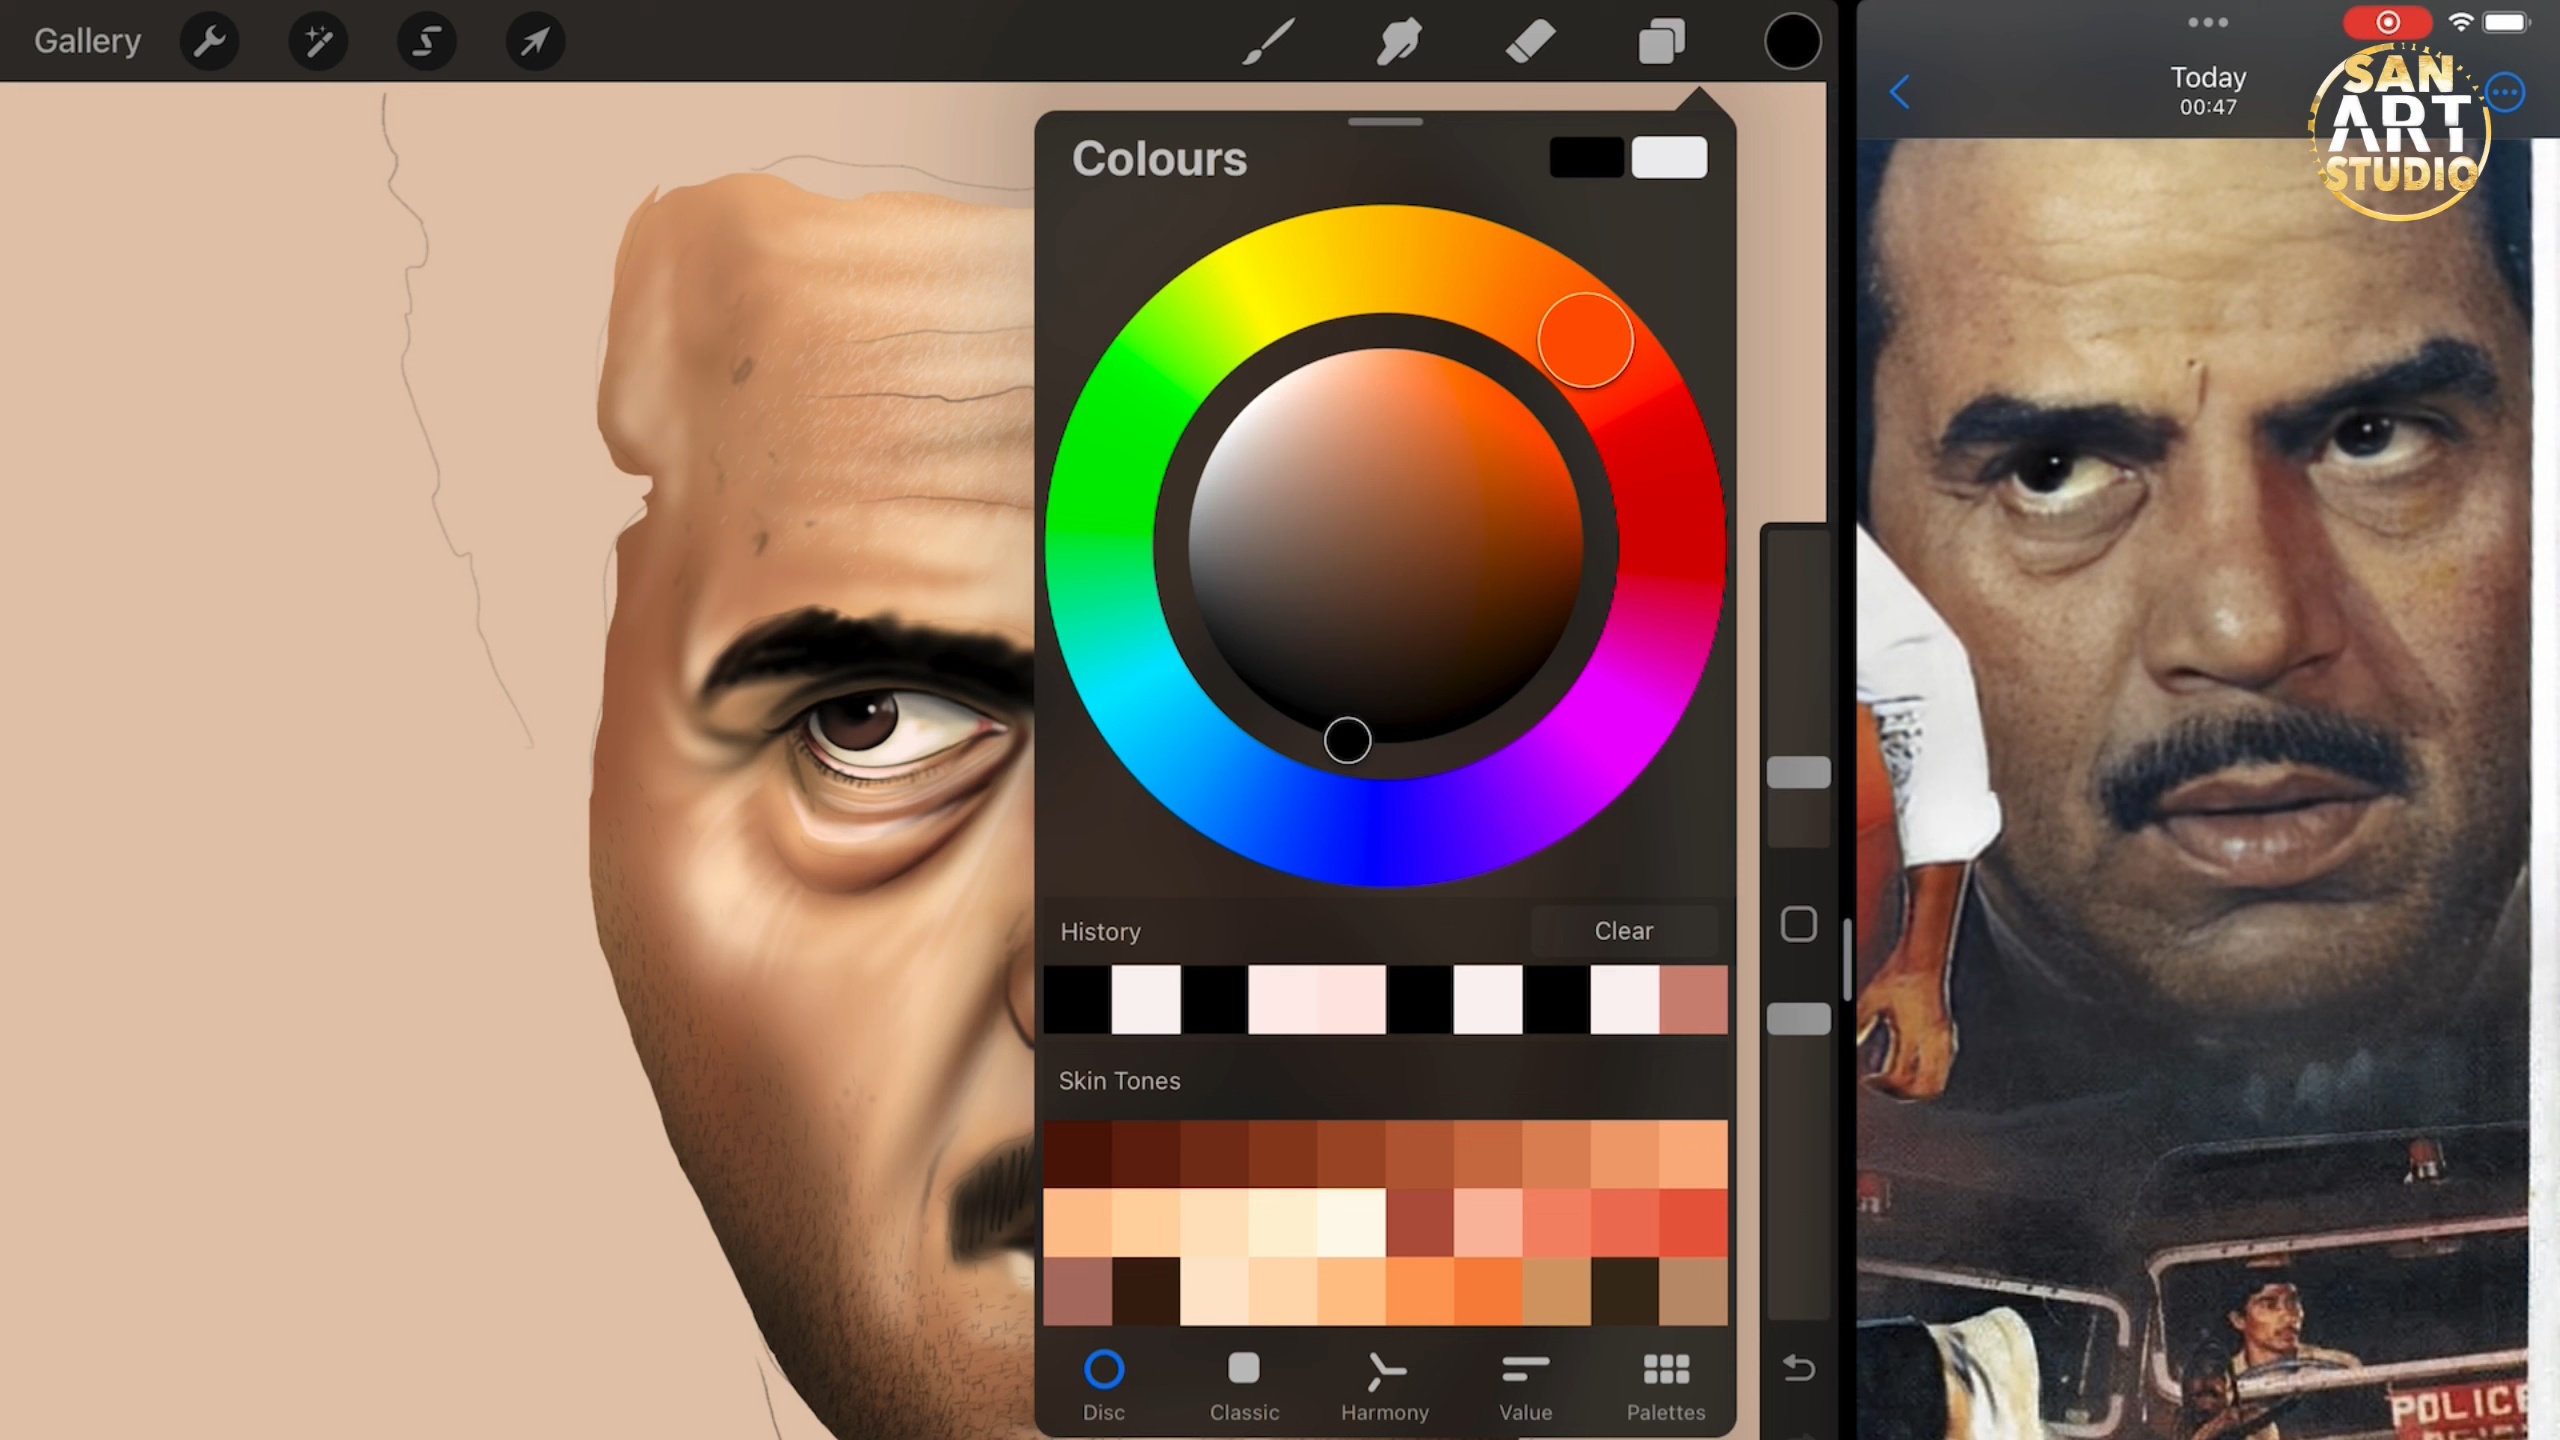 Gallery
Today
00:47
SAN
ART
STUDIO
Colours
History
Clear
Skin Tones
Disc
Classic
Harmony
Value
Palettes
POLICE